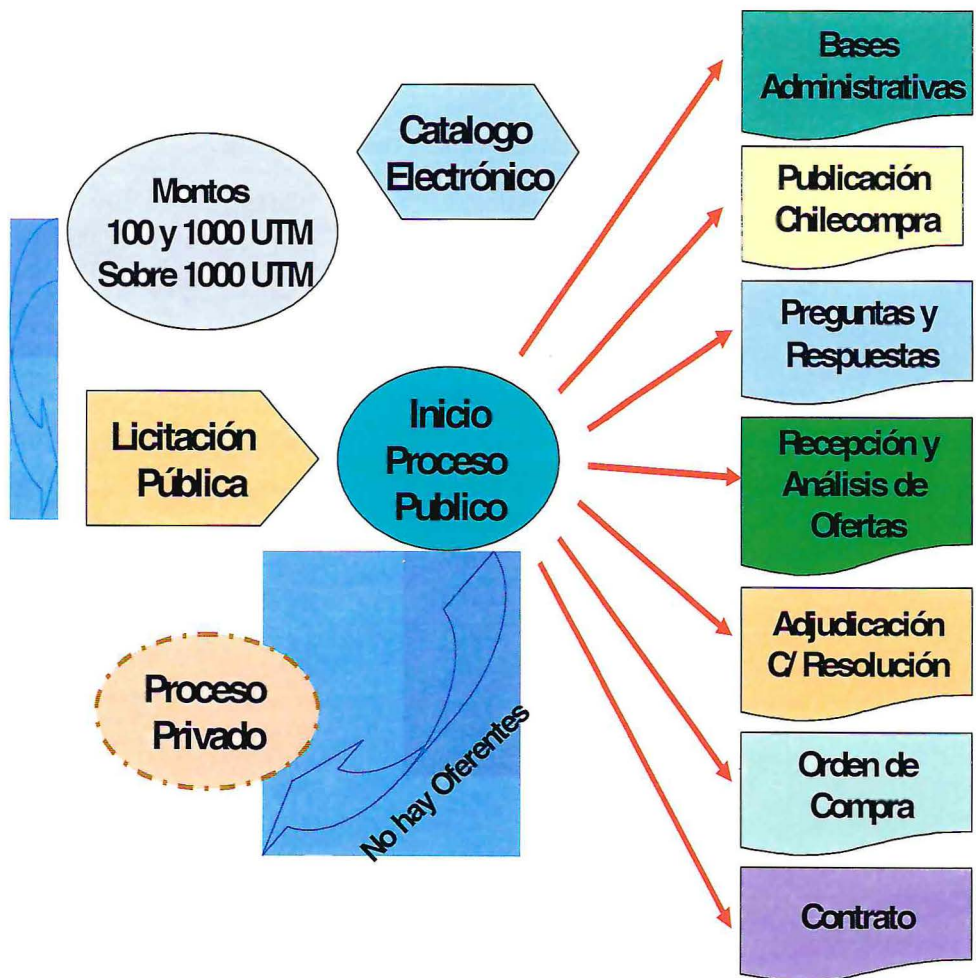 Catalogo
Electrónico
Montos
100 y 1000 UTM
Sobre 1000 UTM
Licitación
Pública
Inicio
Proceso
Publico
Proceso
Privado
No hay Oferentes
Bases
Administrativas
Publicación
Chilecompra
Preguntas y
Respuestas
Recepción y
Análisis de
Ofertas
Adjudicación
C/ Resolución
Orden de
Compra
Contrato